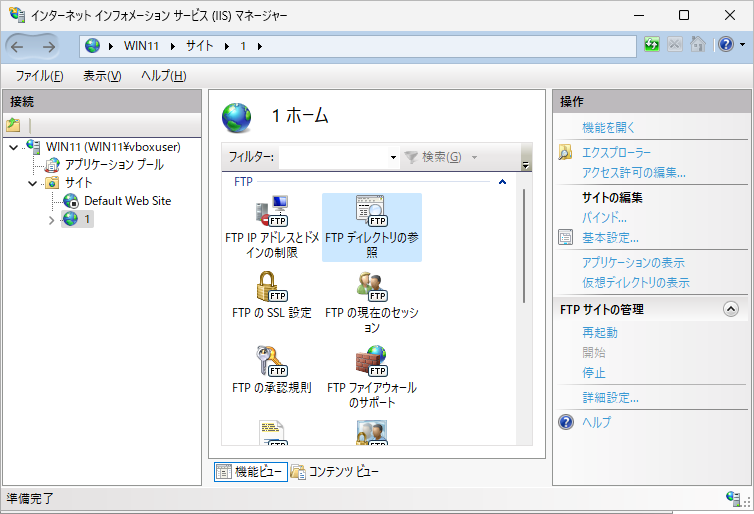 インターネット インフォメーション サービス (IIS) マネージャー
WIN11
サイト
1
ファイル(F)
表示(V)
ヘルプ(H)
接続
WIN11 (WIN11¥vboxuser)
アプリケーション プール
サイト
Default Web Site
1
1 ホーム
フィルター:
検索(G)
FTP
FTP IP アドレスとドメ
インの制限
FTP ディレクトリの参
照
FTP の SSL 設定
FTP の現在のセッシ
ョン
FTP の承認規則
FTP ファイアウォール
のサポート
機能ビュー
コンテンツ ビュー
操作
機能を開く
エクスプローラー
アクセス許可の編集...
サイトの編集
バインド...
基本設定...
アプリケーションの表示
仮想ディレクトリの表示
FTP サイトの管理
再起動
開始
停止
詳細設定...
ヘルプ
準備完了